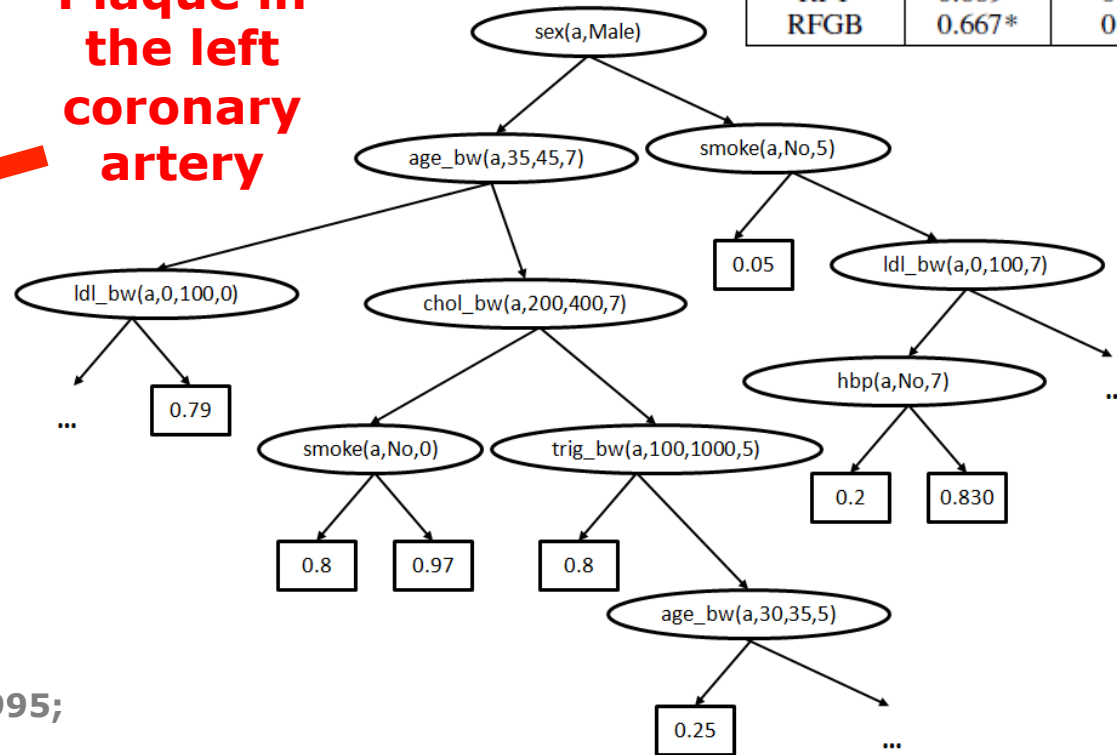 Plaque in
the left
coronary
artery
RFGB 0.667*
sex(a,Male)
age_bw(a,35,45,7)
smoke(a,No,5)
ldl_bw(a,0,100,0)
chol_bw(a,200,400,7)
0.05
ldl_bw(a,0,100,7)
...
0.79
smoke(a,No,0)
trig_bw(a,100,1000,5)
hbp(a,No,7)
...
0.8
0.97
0.8
0.2
0.830
age_bw(a,30,35,5)
0.25
...
995;